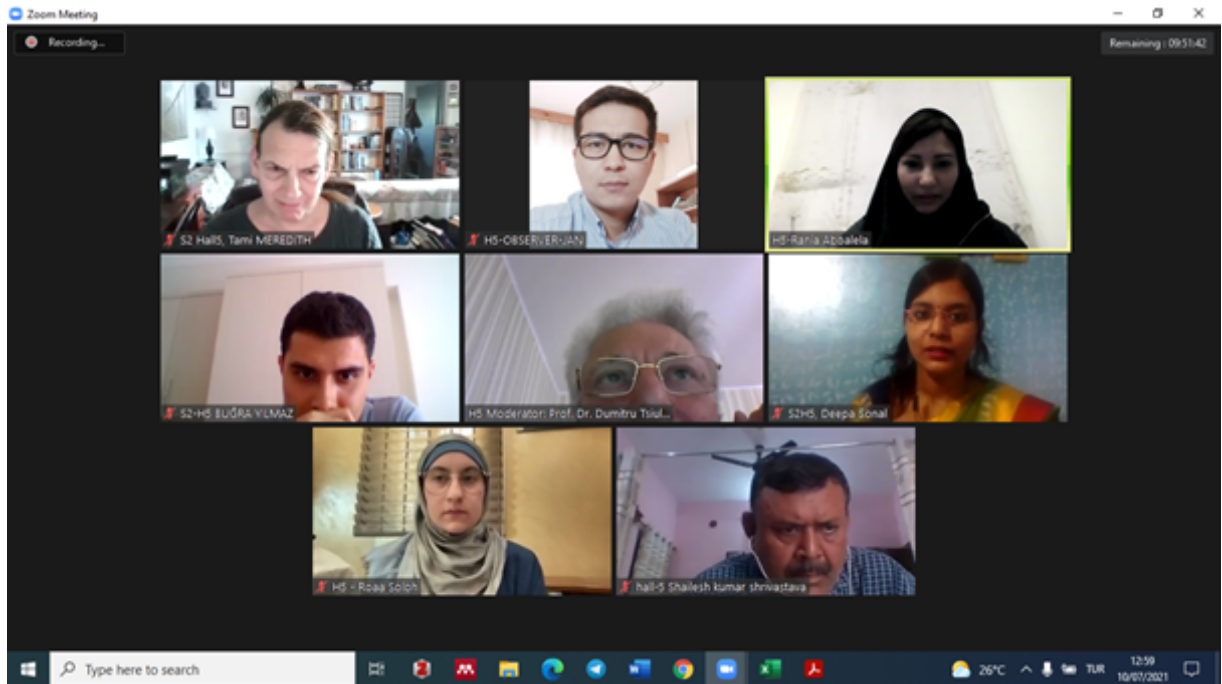 Zoom Meeting
Recording...
Remaining : 09:51:42
S2 Hall5, Tami MEREDITH
H5-OBSERVER-JAN
H5-Rania Aboalela
S2-H5 BUĞRA YILMAZ
H5 Moderator: Prof. Dr. Dumitru Tsiul...
S2H5, Deepa Sonal
H5 - Roaa Soloh
hall-5 Shailesh kumar shrivastava
Type here to search
26°C
TUR
12:59
10/07/2021